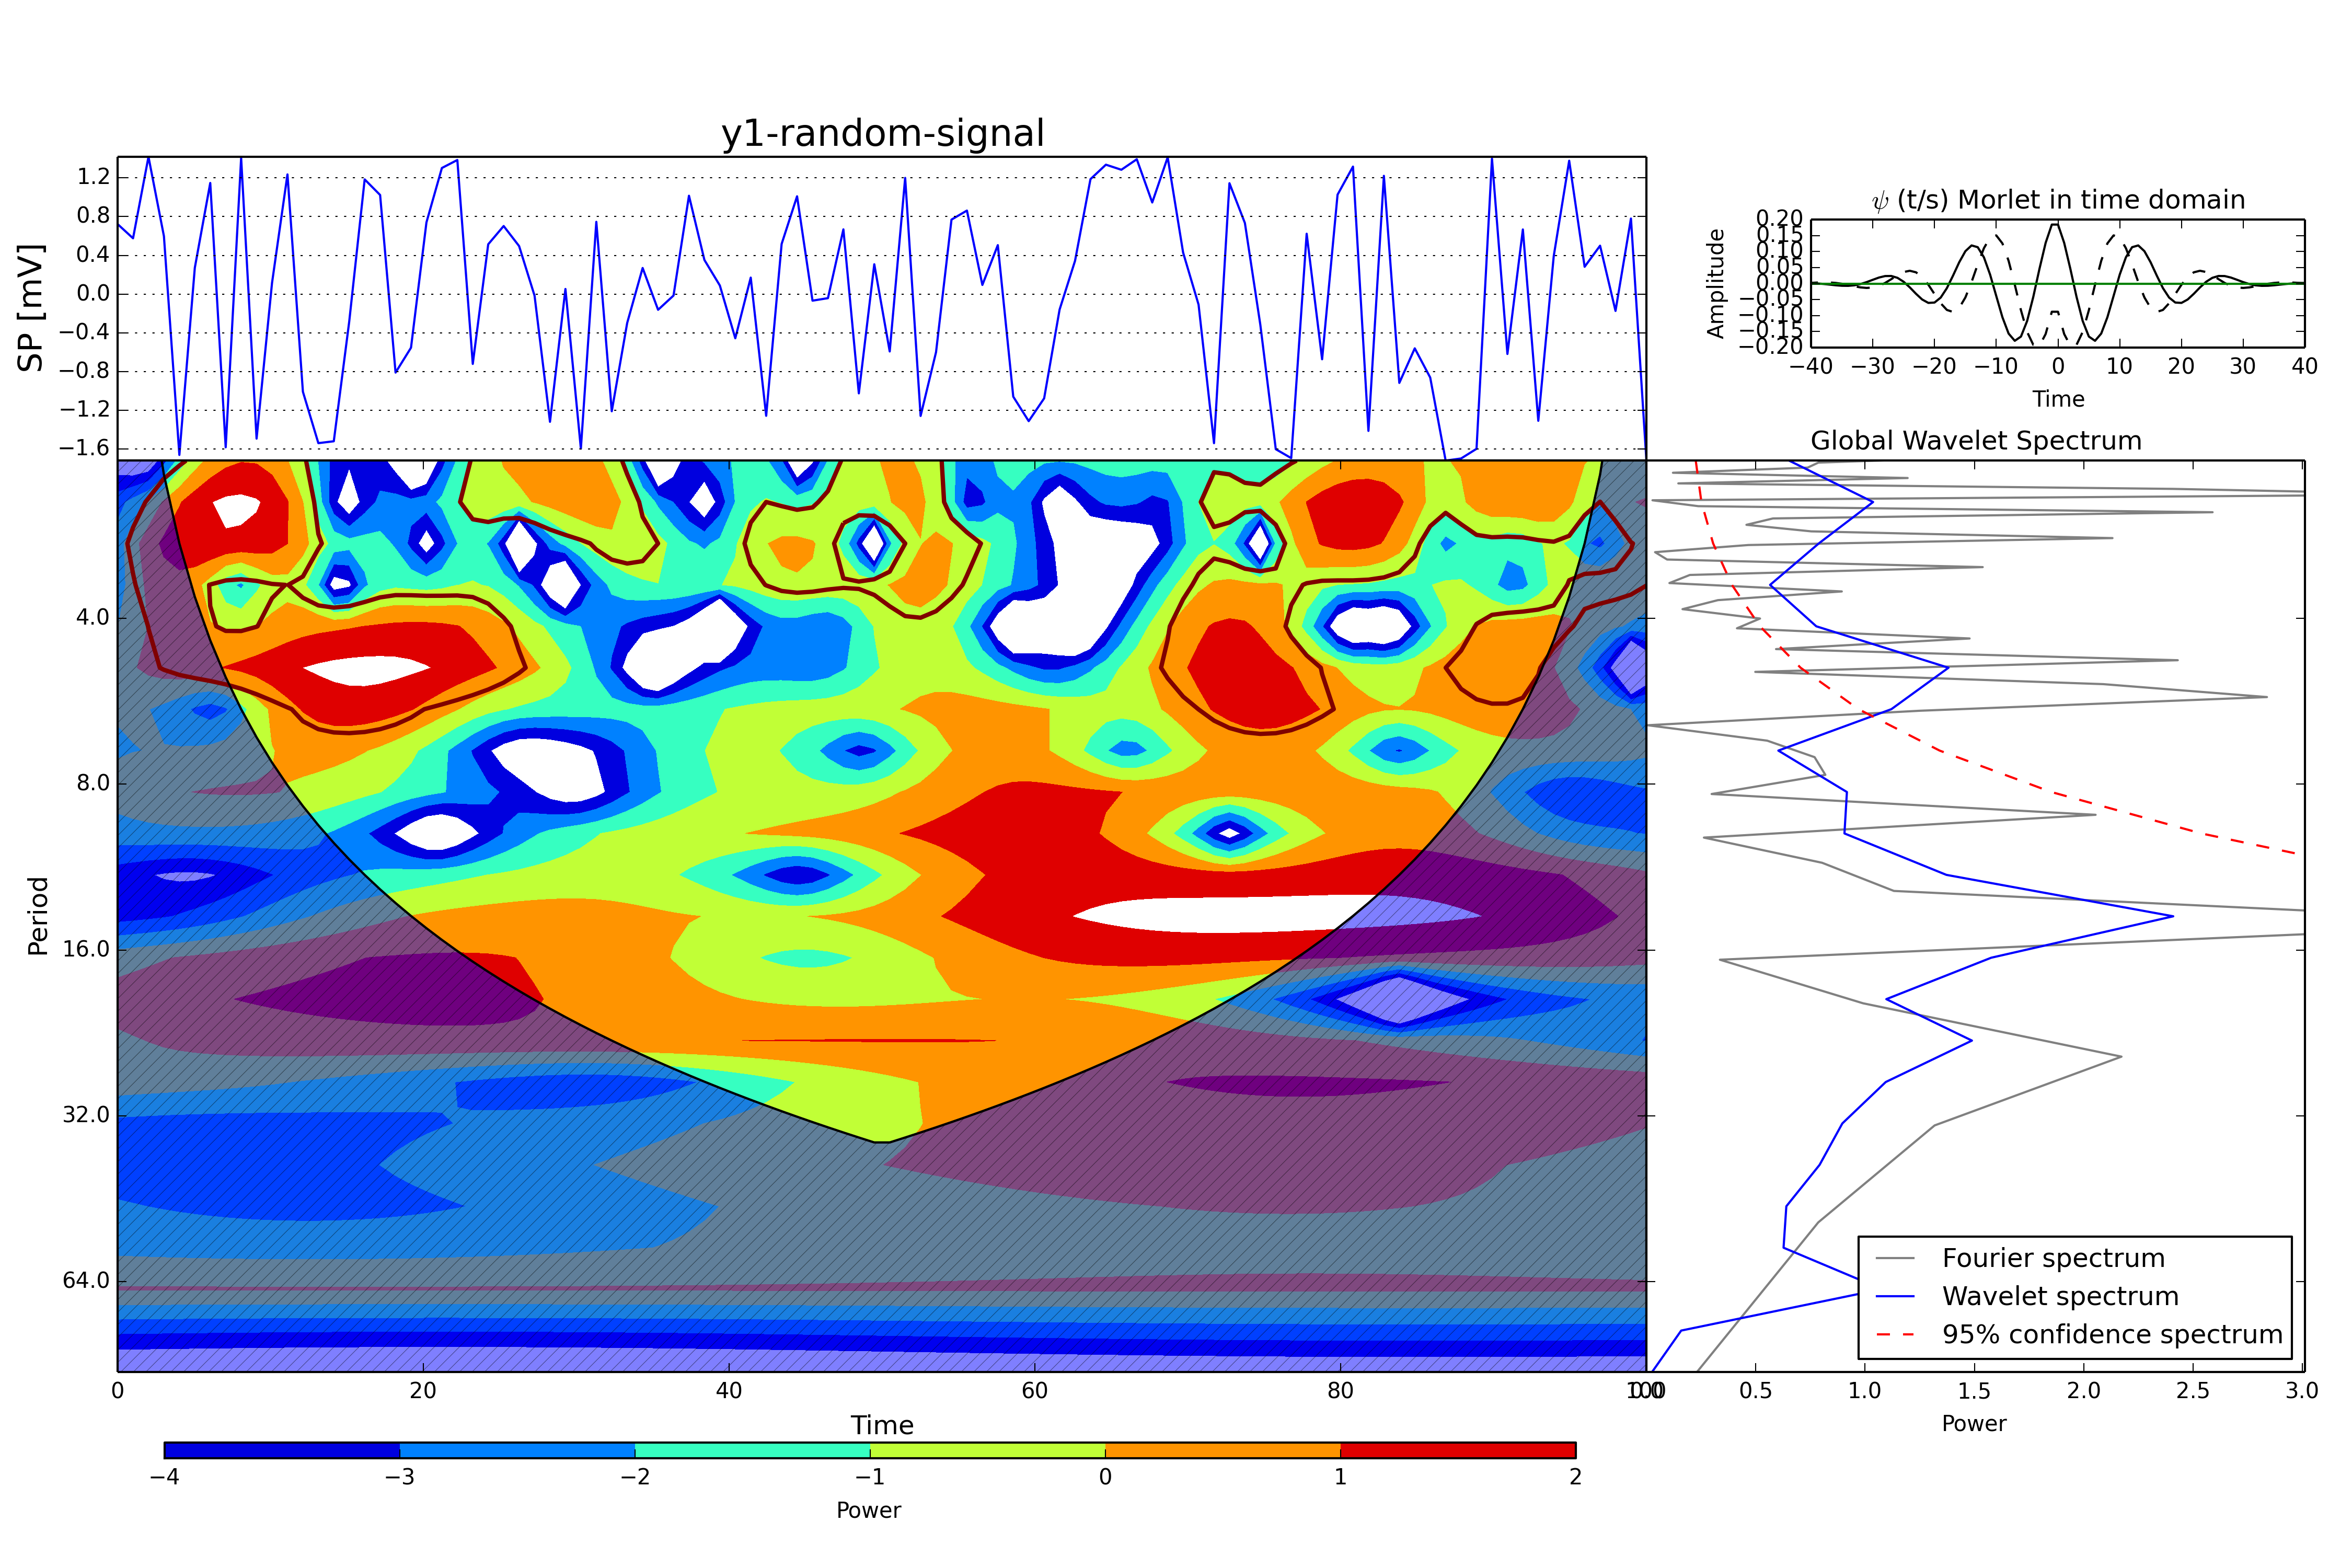 y1-random-signal
SP [mV]
1.2
0.8
0.4
0.0
−0.4
−0.8
−1.2
−1.6
ψ (t/s) Morlet in time domain
Amplitude
0.20
0.15
0.10
0.05
0.00
−0.05
−0.10
−0.15
−0.20
−40 −30 −20 −10 0 10 20 30 40
Time
Period
4.0
8.0
16.0
32.0
64.0
0 20 40 60 80 100
Time
−4 −3 −2 −1 0 1 2
Power
Global Wavelet Spectrum
Fourier spectrum
Wavelet spectrum
95% confidence spectrum
0.0 0.5 1.0 1.5 2.0 2.5 3.0
Power